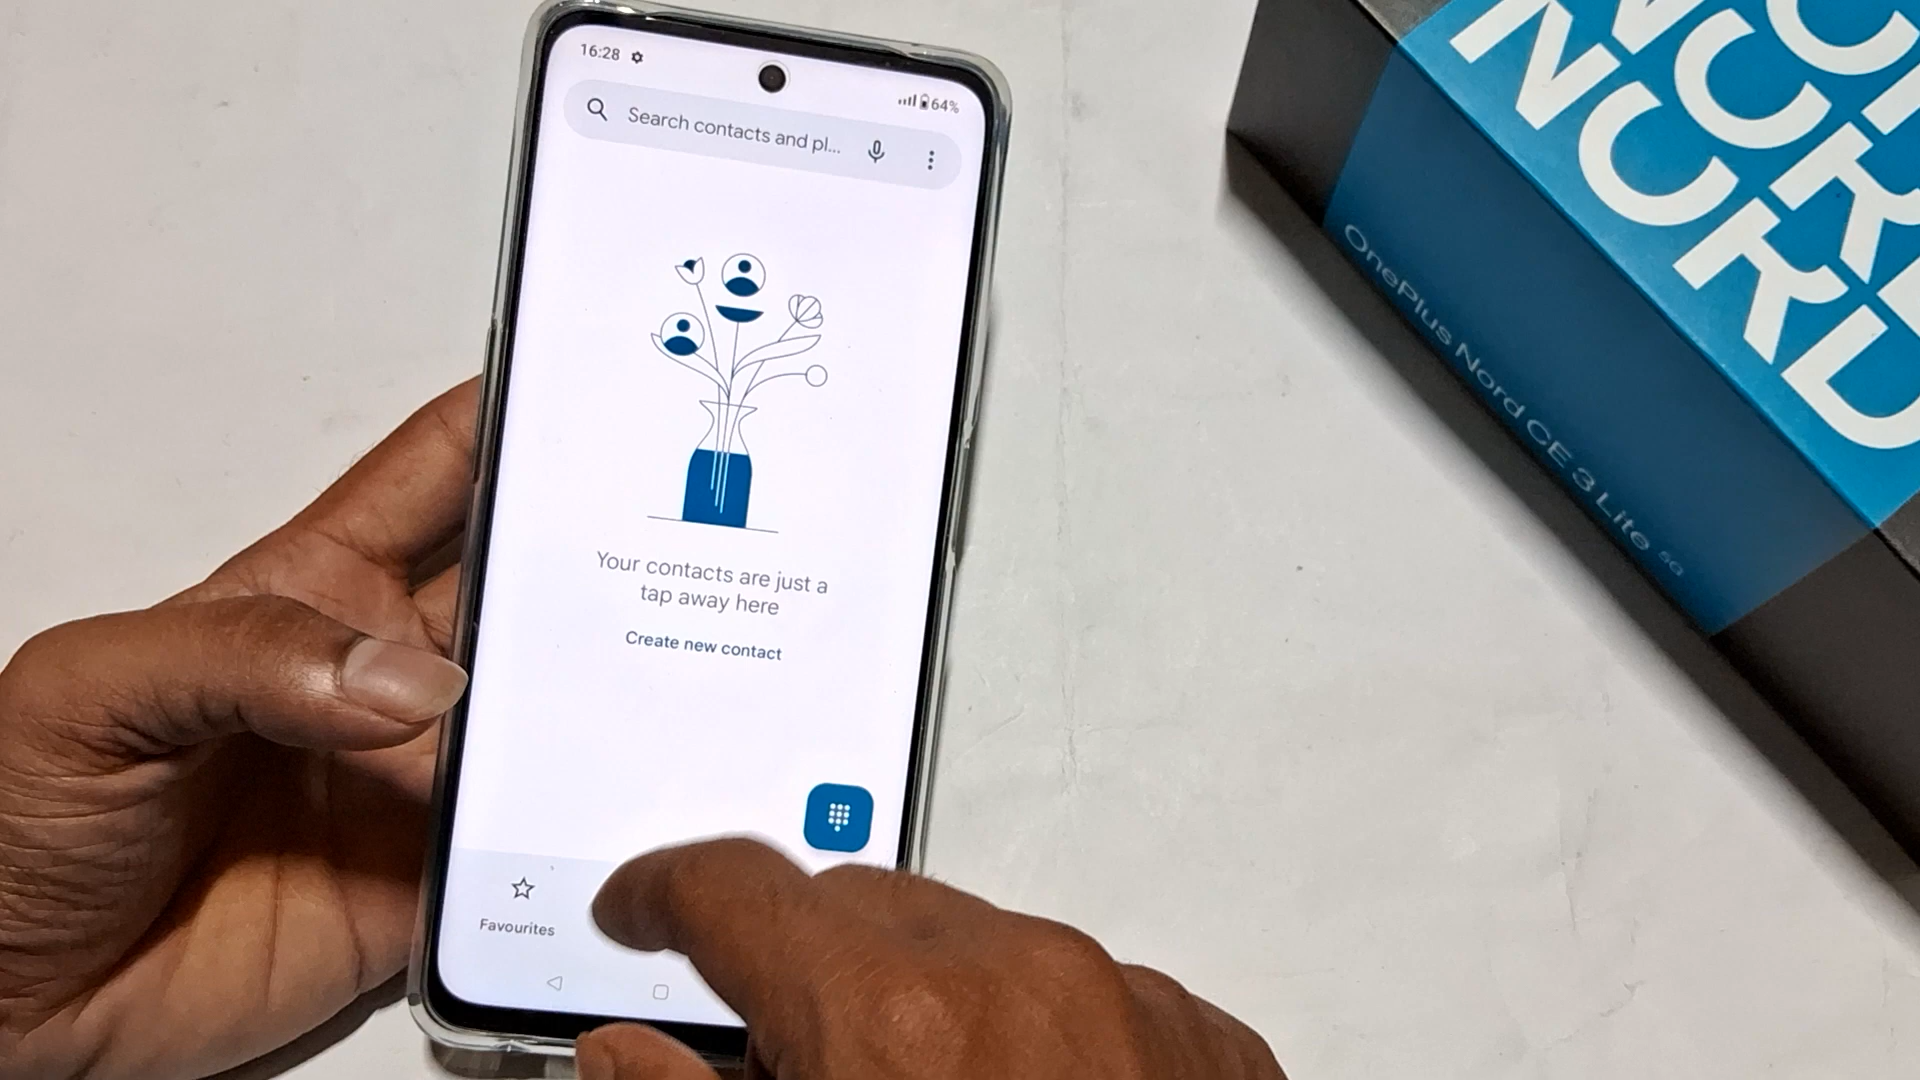 16:28
64%
Search contacts and pl...
Your contacts are just a
tap away here
Create new contact
Favourites
NORD
OnePlus Nord CE 3 Lite 5G